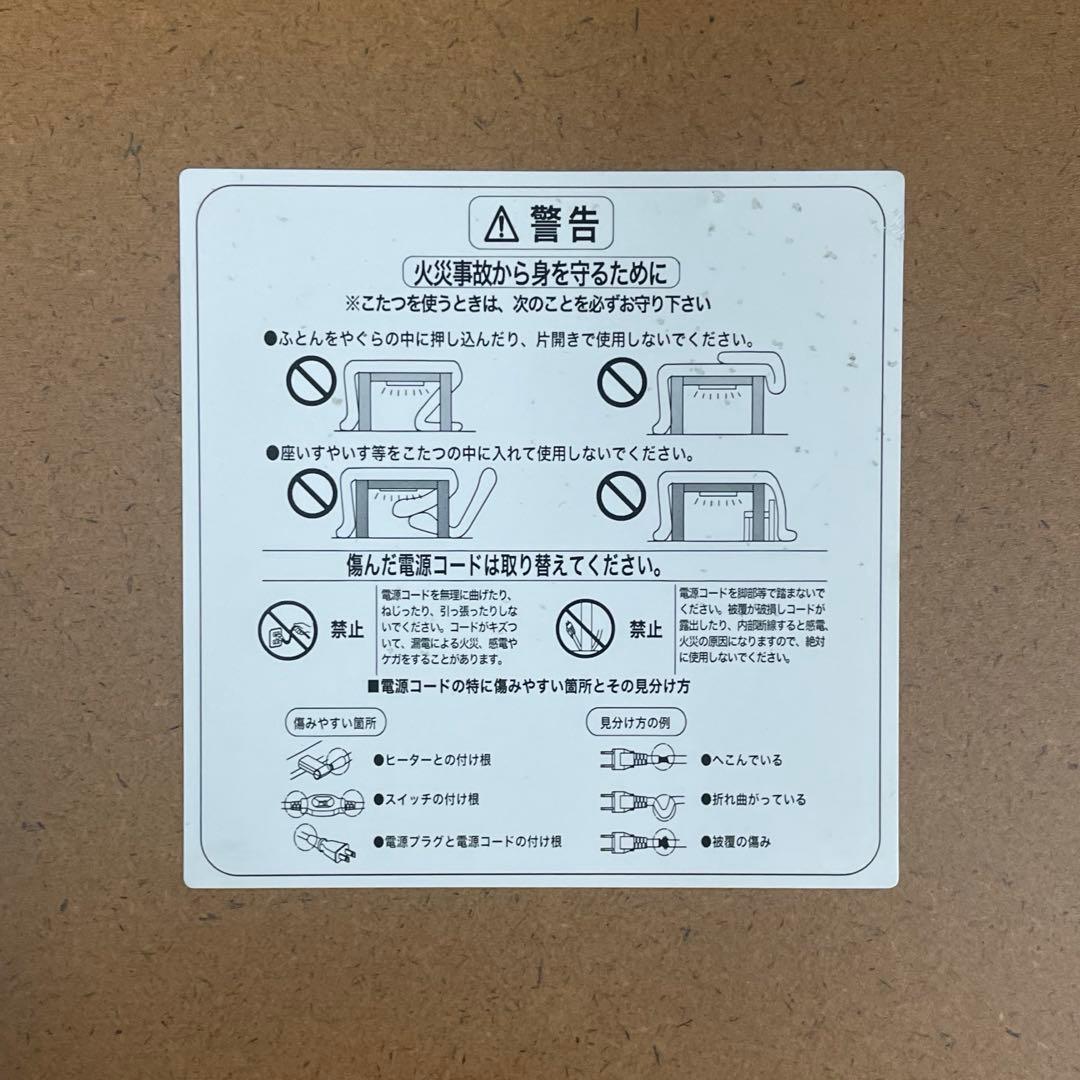 ⚠警告
火災事故から身を守るために
※こたつを使うときは、次のことを必ずお守り下さい
●ふとんをやぐらの中に押し込んだり、片開きで使用しないでください。
●座いすやいす等をこたつの中に入れて使用しないでください。
傷んだ電源コードは取り替えてください。
禁止
電源コードを無理に曲げたり、
ねじったり、引っ張ったりしな
いでください。コードがキズつ
いて、漏電による火災、感電や
ケガをすることがあります。
禁止
電源コードを脚部等で踏まないで
ください。被覆が破損しコードが
露出したり、内部断線すると感電、
火災の原因になりますので、絶対
に使用しないでください。
■電源コードの特に傷みやすい箇所とその見分け方
傷みやすい箇所
●ヒーターとの付け根
●スイッチの付け根
●電源プラグと電源コードの付け根
見分け方の例
●へこんでいる
●折れ曲がっている
●被覆の傷み